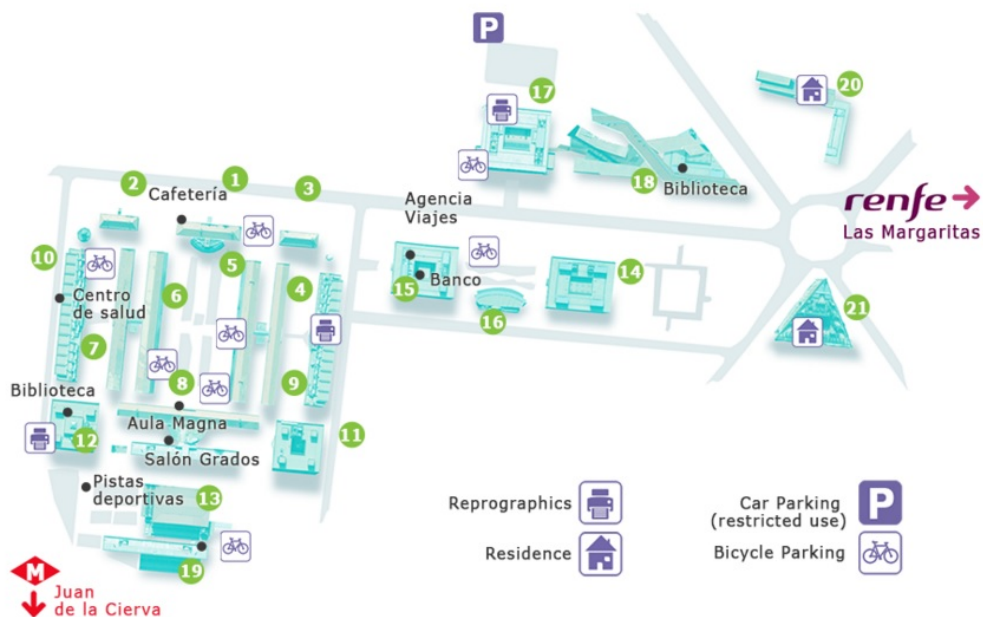 P
17
20
2
1
3
Cafetería
18
Biblioteca
Agencia
Viajes
renfe
Las Margaritas
10
5
4
6
Banco
15
14
Centro
de salud
16
21
7
8
9
Biblioteca
Aula Magna
11
12
Salón Grados
Pistas
deportivas
13
19
Reprographics
Car Parking
(restricted use)
P
Residence
Bicycle Parking
M
Juan
de la Cierva